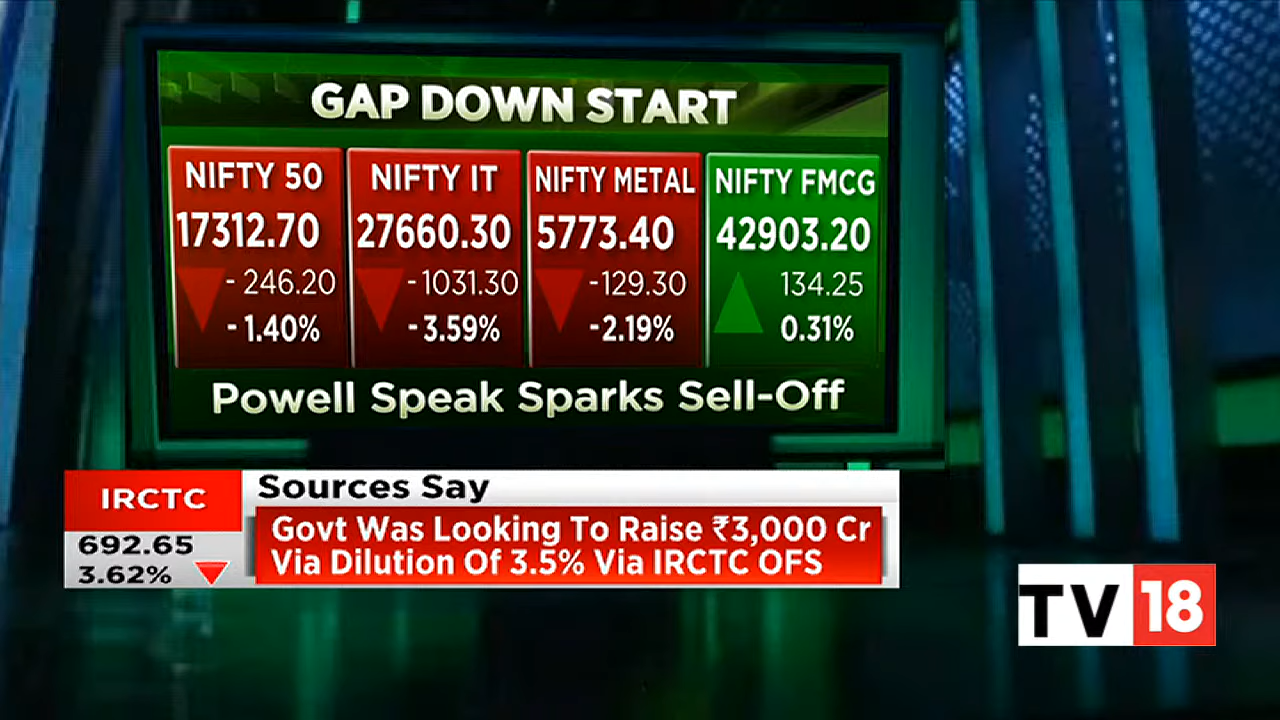 GAP DOWN START
NIFTY 50
17312.70
- 246.20
- 1.40%
NIFTY IT
27660.30
- 1031.30
- 3.59%
NIFTY METAL
5773.40
-129.30
-2.19%
NIFTY FMCG
42903.20
134.25
0.31%
Powell Speak Sparks Sell-Off
IRCTC
692.65
3.62%
Sources Say
Govt Was Looking To Raise ₹3,000 Cr
Via Dilution Of 3.5% Via IRCTC OFS
TV18